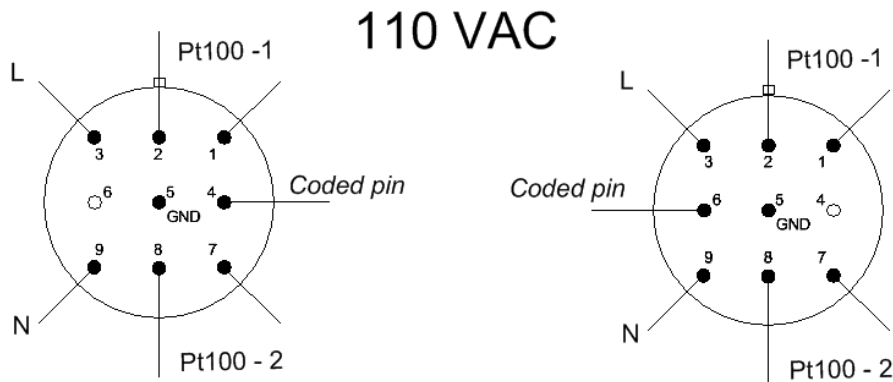 110 VAC
Pt100 -1
L
3 2 1
6 5 4
GND
Coded pin
9 8 7
N
Pt100 - 2
Pt100 -1
L
3 2 1
Coded pin
6 5 4
GND
9 8 7
N
Pt100 - 2